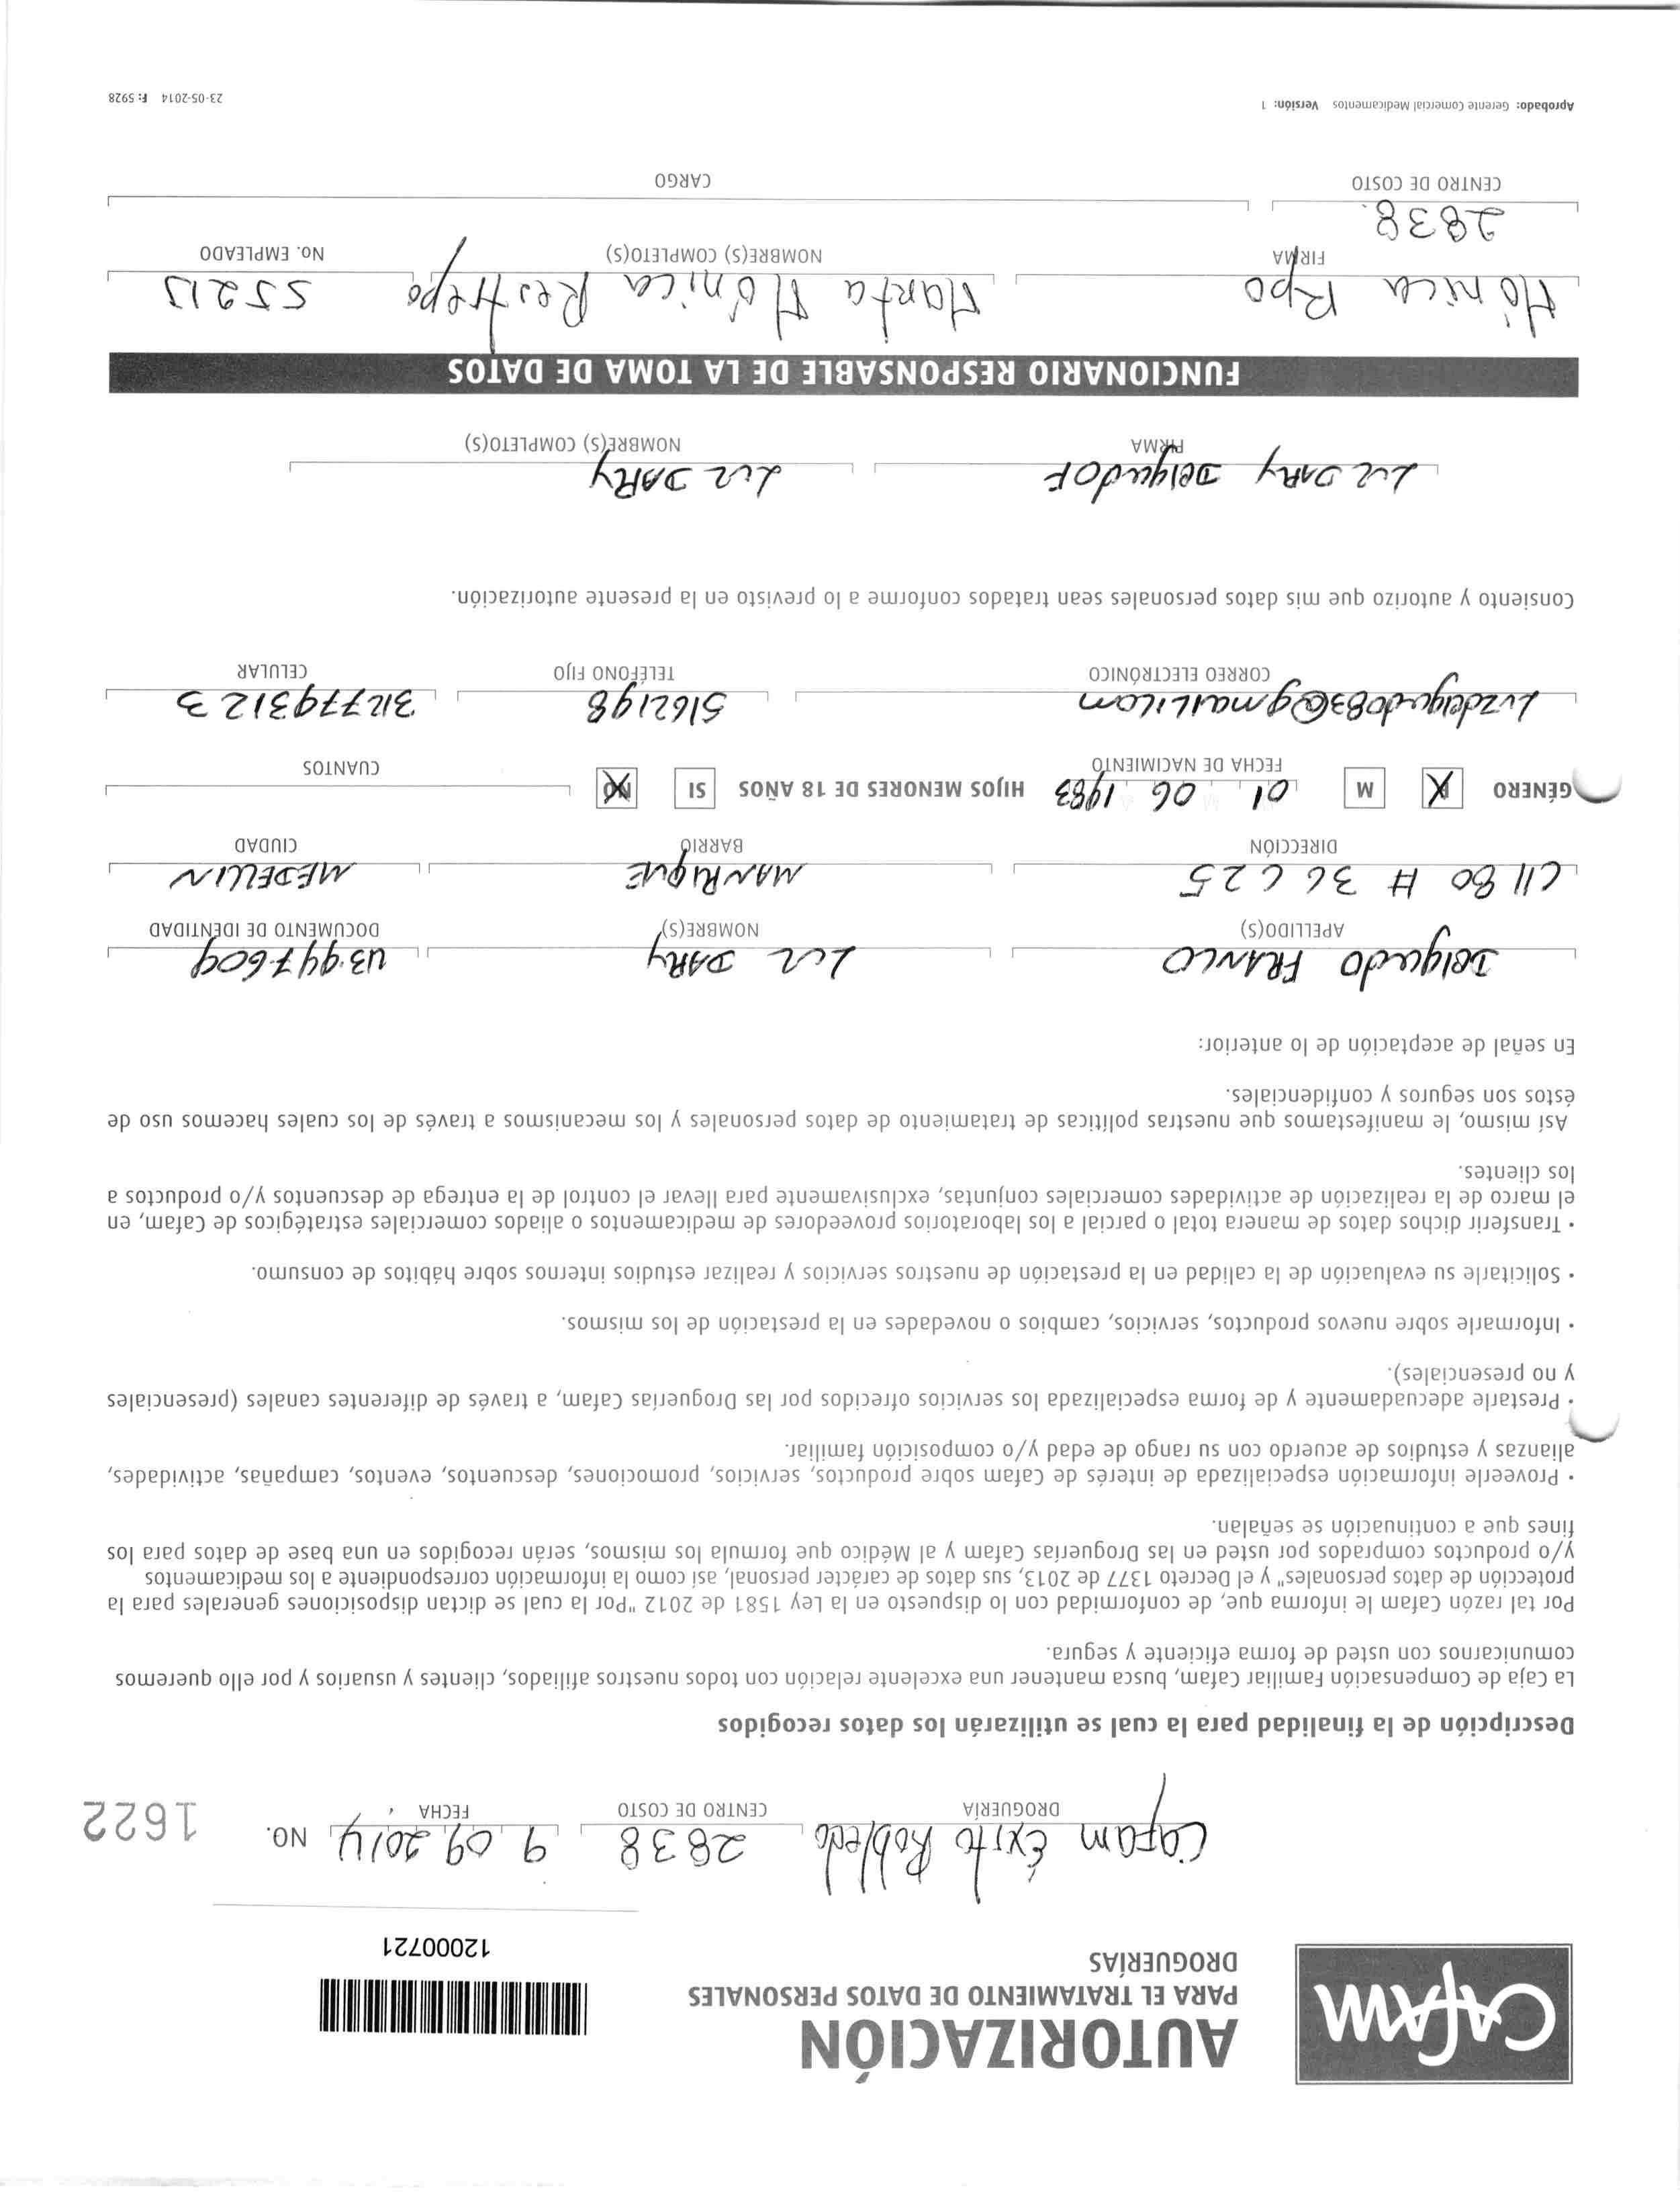 Cafam
AUTORIZACIÓN
PARA EL TRATAMIENTO DE DATOS PERSONALES
DROGUERÍAS
12000721
Cafam Éxito Robledo 2838 9 09 2014 NO. 1622
DROGUERÍA CENTRO DE COSTO FECHA
Descripción de la finalidad para la cual se utilizarán los datos recogidos
La Caja de Compensación Familiar Cafam, busca mantener una excelente relación con todos nuestros afiliados, clientes y usuarios y por ello queremos
comunicarnos con usted de forma eficiente y segura.
Por tal razón Cafam le informa que, de conformidad con lo dispuesto en la Ley 1581 de 2012 "Por la cual se dictan disposiciones generales para la
protección de datos personales" y el Decreto 1377 de 2013, sus datos de carácter personal, así como la información correspondiente a los medicamentos
y/o productos comprados por usted en las Droguerías Cafam y al Médico que formula los mismos, serán recogidos en una base de datos para los
fines que a continuación se señalan.
• Proveerle información especializada de interés de Cafam sobre productos, servicios, promociones, descuentos, eventos, campañas, actividades,
alianzas y estudios de acuerdo con su rango de edad y/o composición familiar.
• Prestarle adecuadamente y de forma especializada los servicios ofrecidos por las Droguerías Cafam, a través de diferentes canales (presenciales
y no presenciales).
• Informarle sobre nuevos productos, servicios, cambios o novedades en la prestación de los mismos.
• Solicitarle su evaluación de la calidad en la prestación de nuestros servicios y realizar estudios internos sobre hábitos de consumo.
• Transferir dichos datos de manera total o parcial a los laboratorios proveedores de medicamentos o aliados comerciales estratégicos de Cafam, en
el marco de la realización de actividades comerciales conjuntas, exclusivamente para llevar el control de la entrega de descuentos y/o productos a
los clientes.
Así mismo, le manifestamos que nuestras políticas de tratamiento de datos personales y los mecanismos a través de los cuales hacemos uso de
éstos son seguros y confidenciales.
En señal de aceptación de lo anterior:
Delgado FRANCO Luz DARY 43.997609
APELLIDO(S) NOMBRE(S) DOCUMENTO DE IDENTIDAD
Cll 80 # 36 C 25 MANRIQUE MEDELLIN
DIRECCIÓN BARRIO CIUDAD
GÉNERO X M 01 06 1983 HIJOS MENORES DE 18 AÑOS SI NO X
FECHA DE NACIMIENTO CUANTOS
Luzdelgado83@gmail.com 5162198 3127793123
CORREO ELECTRÓNICO TELÉFONO FIJO CELULAR
Consiento y autorizo que mis datos personales sean tratados conforme a lo previsto en la presente autorización.
Luz DARY Delgado F Luz DARY
FIRMA NOMBRE(S) COMPLETO(S)
FUNCIONARIO RESPONSABLE DE LA TOMA DE DATOS
Mónica Rpo Marta Mónica Restrepo 55213
FIRMA NOMBRE(S) COMPLETO(S) No. EMPLEADO
2838.
CENTRO DE COSTO CARGO
Aprobado: Gerente Comercial Medicamentos Versión: 1 23-05-2014 F: 5928